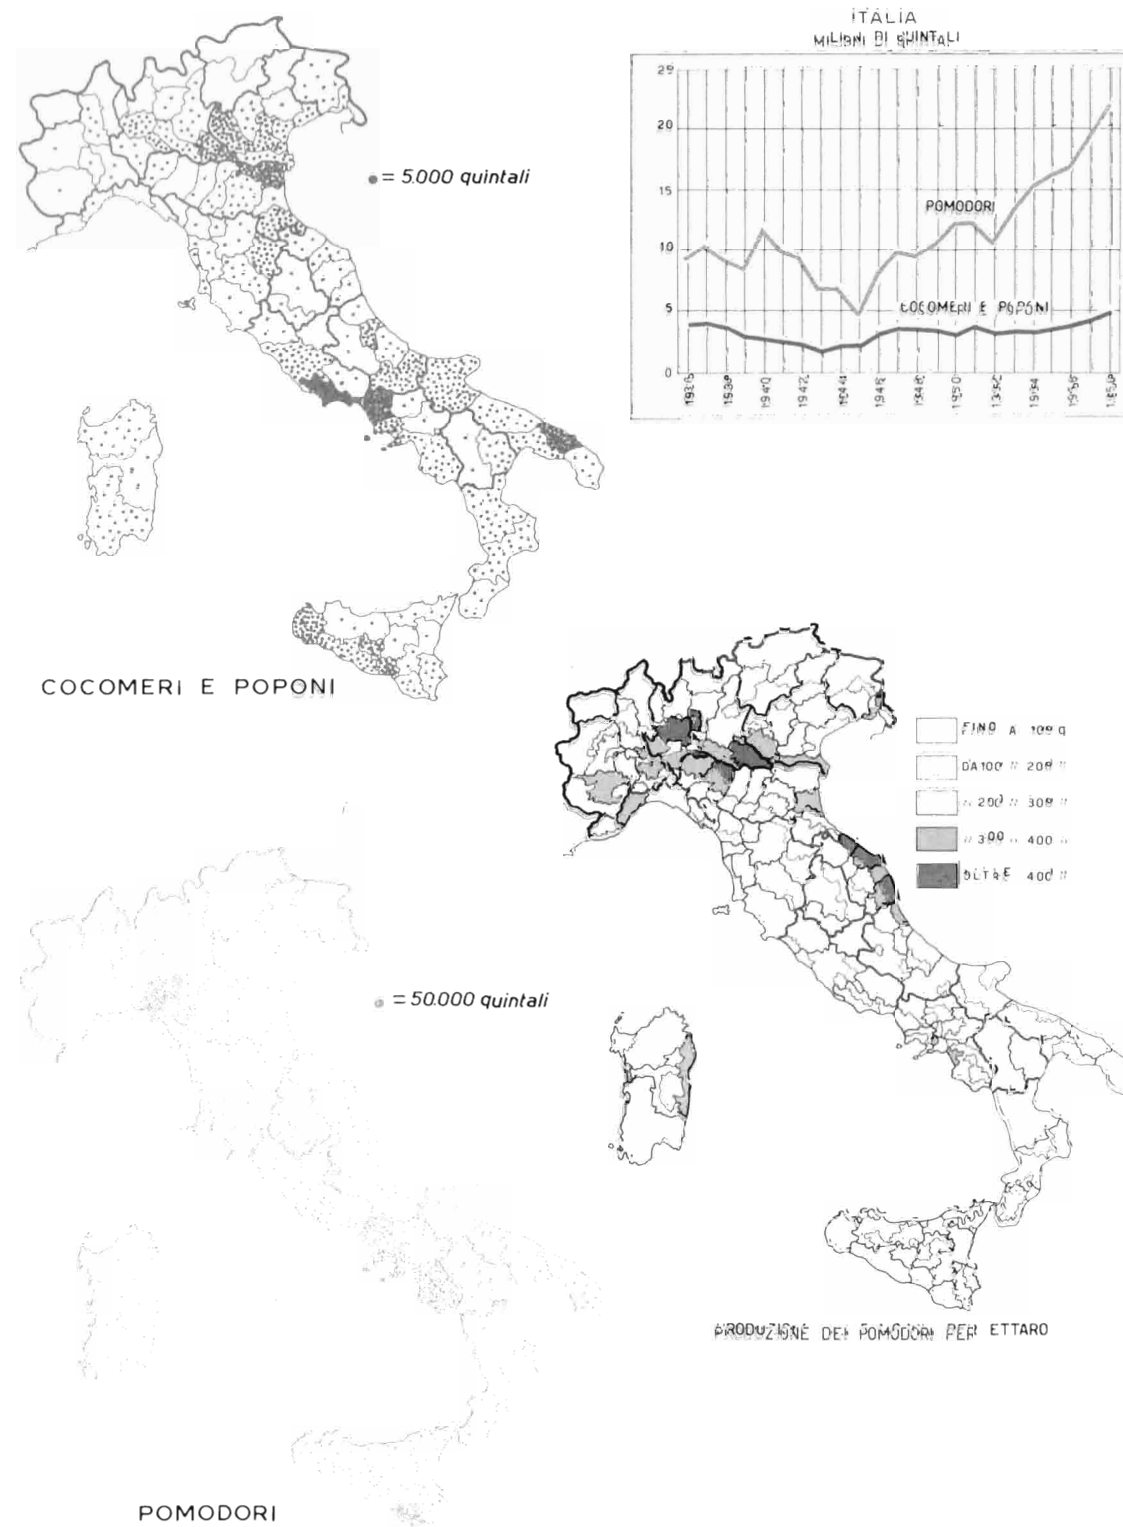 ITALIA
MILIONI DI QUINTALI
25
20
15
10
5
0
POMODORI
COCOMERI E POPONI
1936
1938
1940
1942
1944
1946
1948
1950
1952
1954
1956
1958
= 5.000 quintali
COCOMERI E POPONI
FINO A 100 q
DA 100 " 200 "
" 200 " 300 "
" 300 " 400 "
OLTRE 400 "
= 50.000 quintali
PRODUZIONE DEI POMODORI PER ETTARO
POMODORI